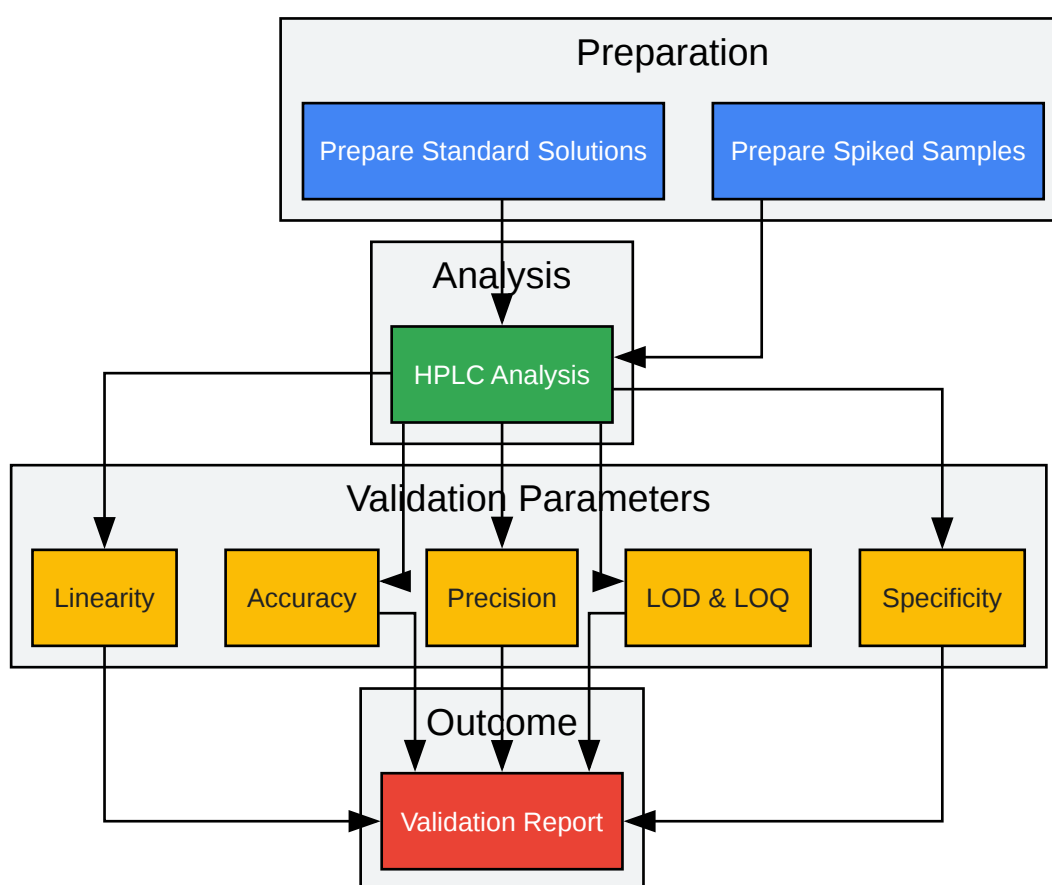 Preparation
Prepare Standard Solutions
Prepare Spiked Samples
Analysis
HPLC Analysis
Validation Parameters
Linearity
Accuracy
Precision
LOD & LOQ
Specificity
Outcome
Validation Report